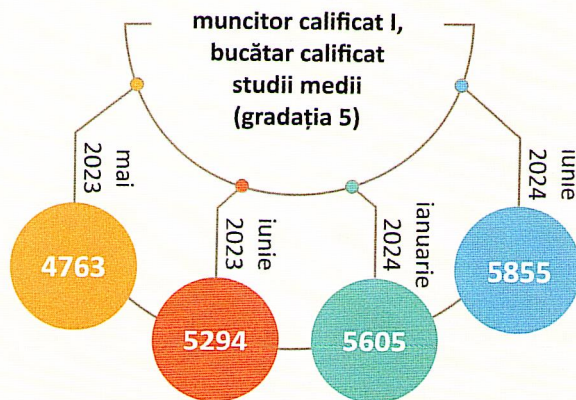 muncitor calificat I,
bucătar calificat
studii medii
(gradația 5)
mai
2023
4763
iunie
2023
5294
ianuarie
2024
5605
iunie
2024
5855